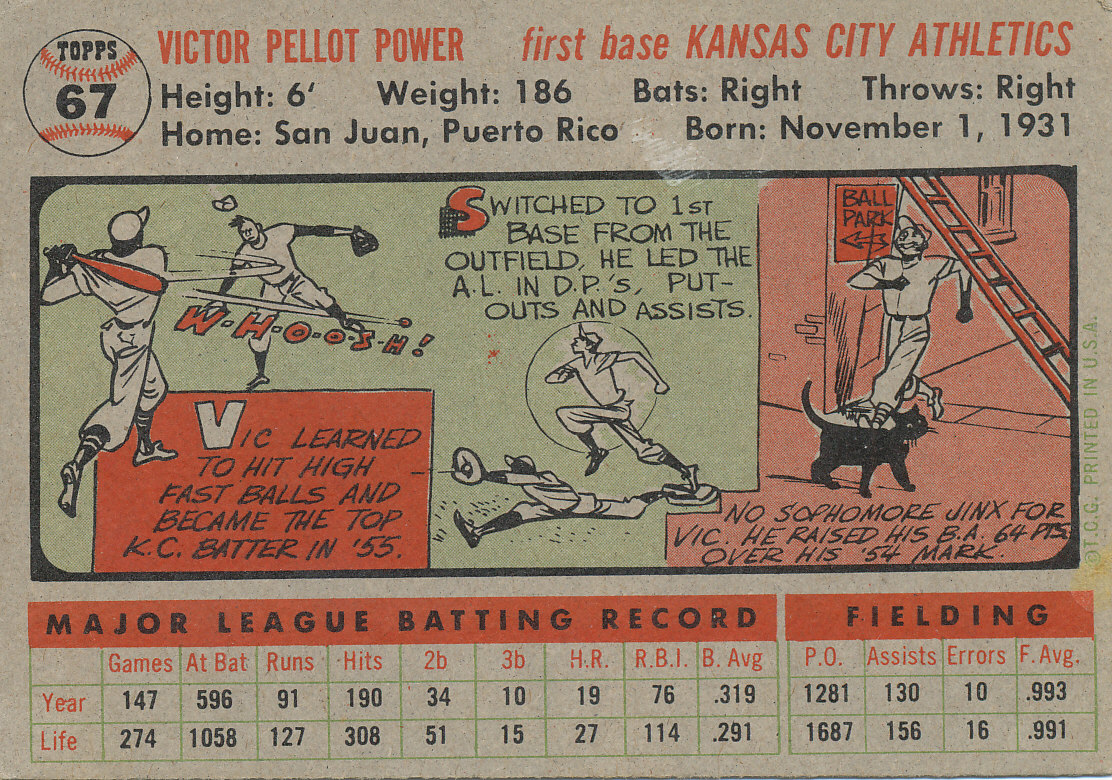 TOPPS
67
VICTOR PELLOT POWER first base KANSAS CITY ATHLETICS
Height: 6' Weight: 186 Bats: Right Throws: Right
Home: San Juan, Puerto Rico Born: November 1, 1931
W-H-O-O-S-H!
VIC LEARNED
TO HIT HIGH
FAST BALLS AND
BECAME THE TOP
K.C. BATTER IN '55.
SWITCHED TO 1ST
BASE FROM THE
OUTFIELD, HE LED THE
A.L. IN D.P.'s, PUT-
OUTS AND ASSISTS.
BALL
PARK
NO SOPHOMORE JINX FOR
VIC. HE RAISED HIS B.A. 64 PTS.
OVER HIS '54 MARK.
©T.C.G. PRINTED IN U.S.A.
MAJOR LEAGUE BATTING RECORD FIELDING
Games At Bat Runs Hits 2b 3b H.R. R.B.I. B. Avg P.O. Assists Errors F. Avg.
Year 147 596 91 190 34 10 19 76 .319 1281 130 10 .993
Life 274 1058 127 308 51 15 27 114 .291 1687 156 16 .991